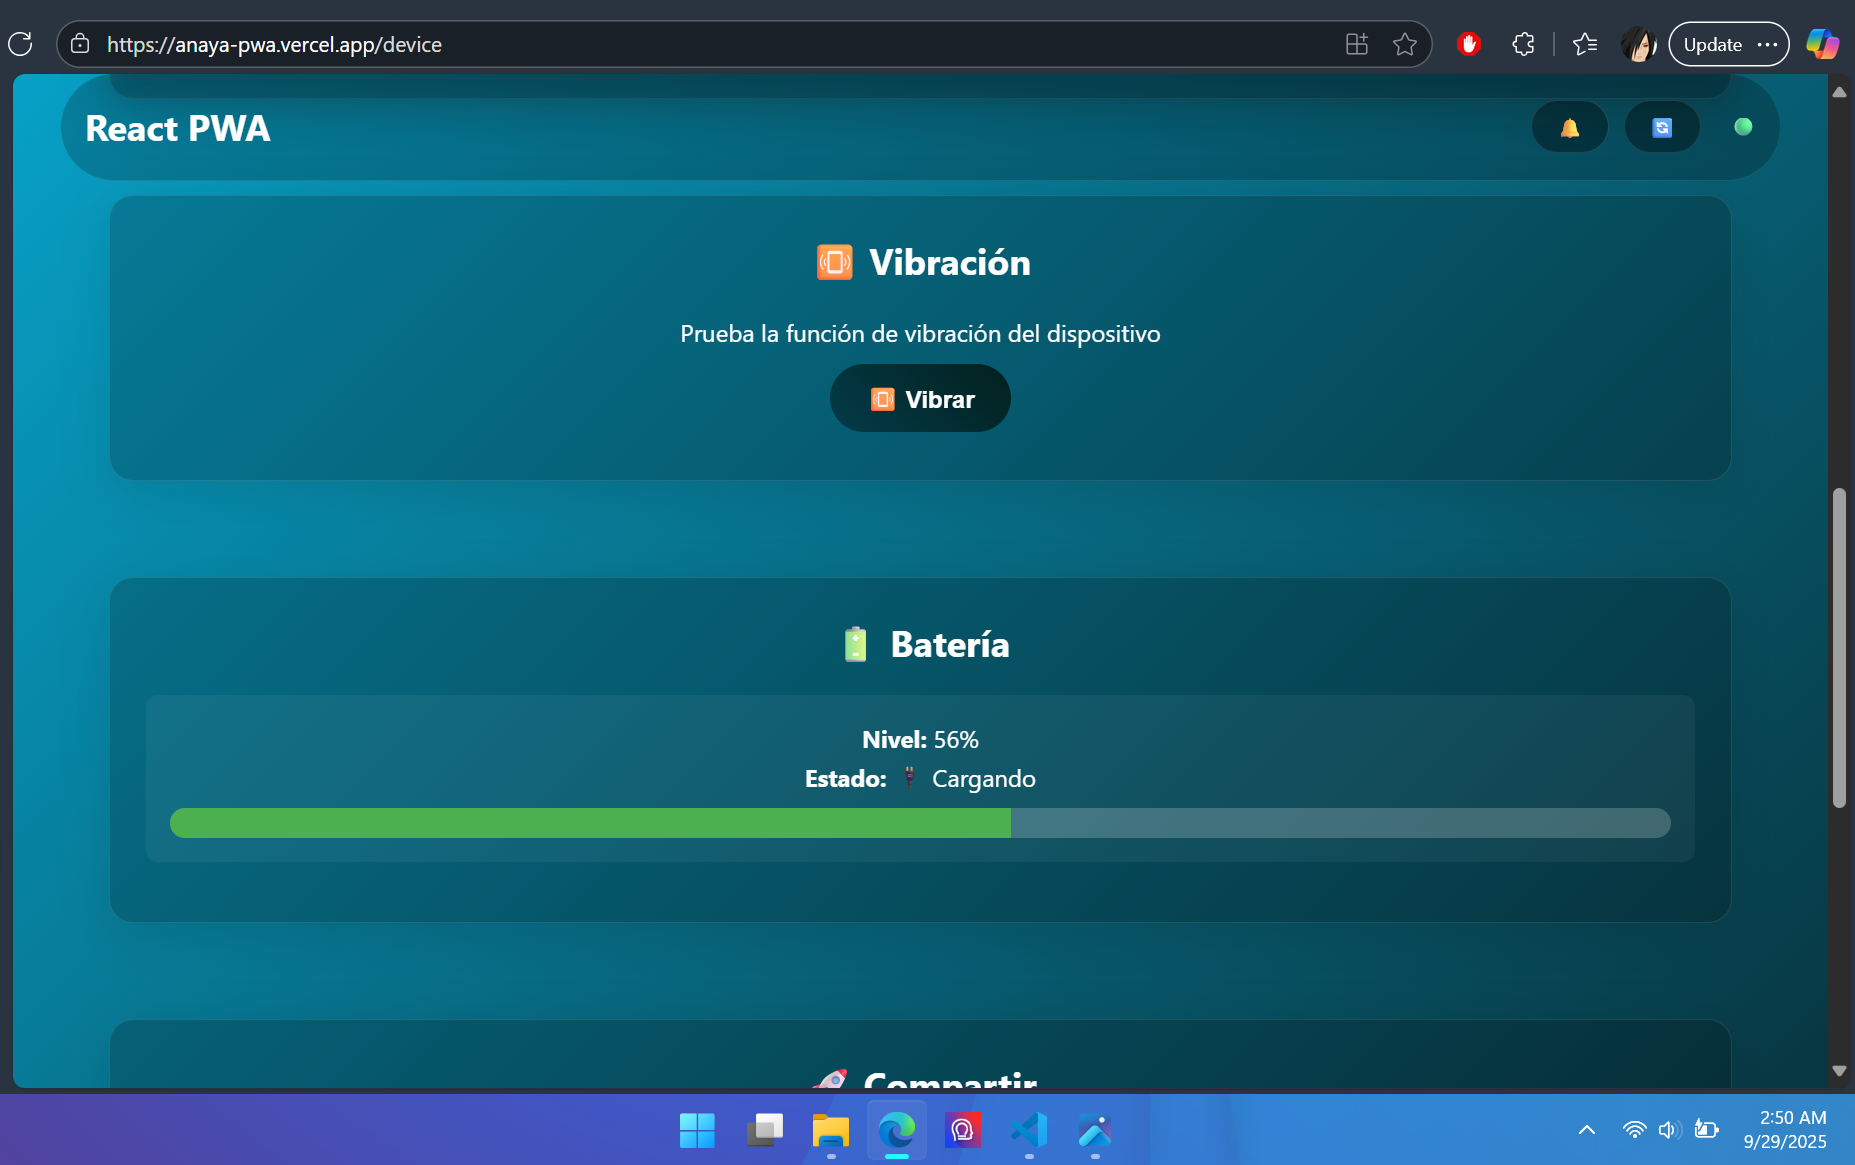 https://anaya-pwa.vercel.app/device
Update
React PWA
Vibración
Prueba la función de vibración del dispositivo
Vibrar
Batería
Nivel: 56%
Estado: Cargando
Compartir
2:50 AM
9/29/2025